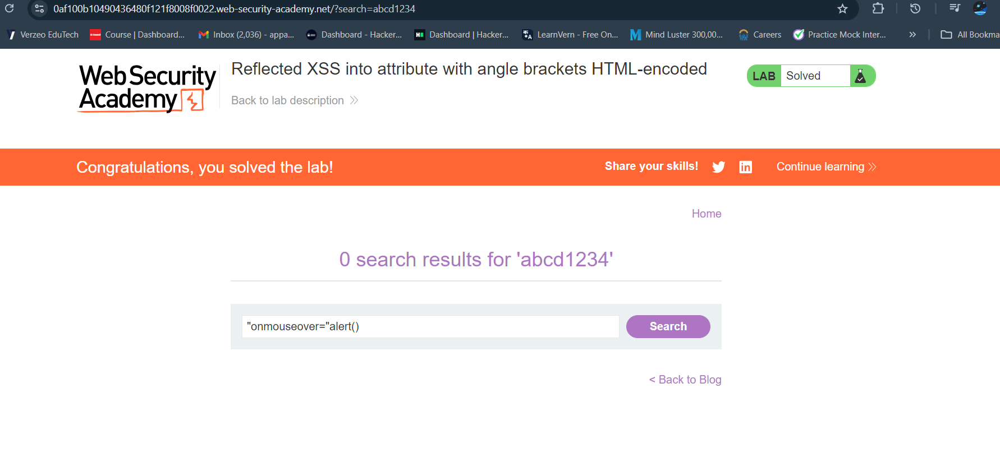 0af100b10490436480f121f8008f0022.web-security-academy.net/?search=abcd1234
Verzeo EduTech Course | Dashboard... Inbox (2,036) - appa... Dashboard - Hacker... Dashboard | Hacker... LearnVern - Free On... Mind Luster 300,00... Careers Practice Mock Inter... » All Bookma
Web Security
Academy
Reflected XSS into attribute with angle brackets HTML-encoded
Back to lab description
LAB Solved
Congratulations, you solved the lab!
Share your skills!
Continue learning
Home
0 search results for 'abcd1234'
"onmouseover="alert()
Search
< Back to Blog